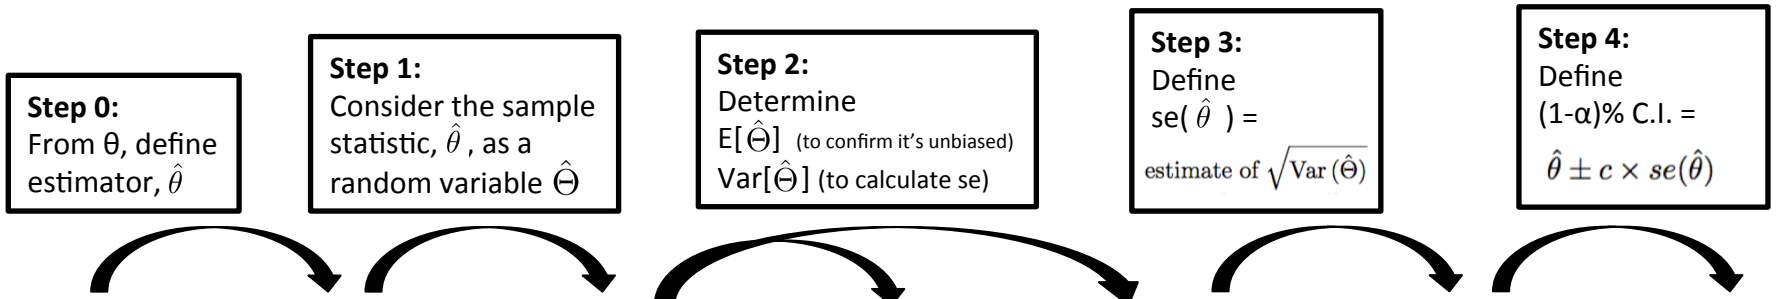 Step 0:
From θ, define
estimator, θ̂
Step 1:
Consider the sample
statistic, θ̂ , as a
random variable Θ̂
Step 2:
Determine
E[Θ̂] (to confirm it's unbiased)
Var[Θ̂] (to calculate se)
Step 3:
Define
se( θ̂ ) =
estimate of √Var (Θ̂)
Step 4:
Define
(1-α)% C.I. =
θ̂ ± c × se(θ̂)